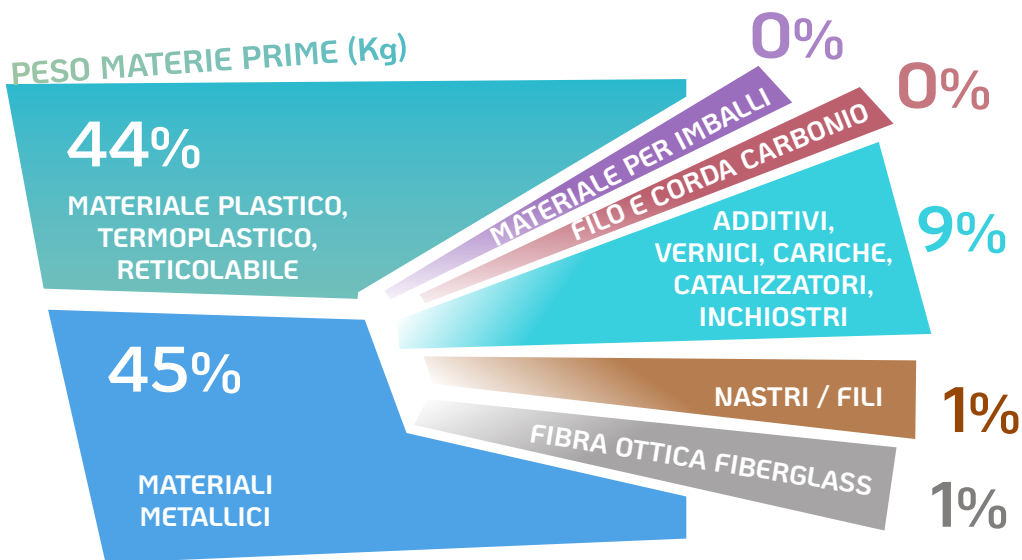 PESO MATERIE PRIME (Kg)
44%
MATERIALE PLASTICO,
TERMOPLASTICO,
RETICOLABILE
0%
MATERIALE PER IMBALLI
0%
FILO E CORDA CARBONIO
9%
ADDITIVI,
VERNICI, CARICHE,
CATALIZZATORI,
INCHIOSTRI
45%
MATERIALI
METALLICI
NASTRI / FILI
1%
FIBRA OTTICA FIBERGLASS
1%